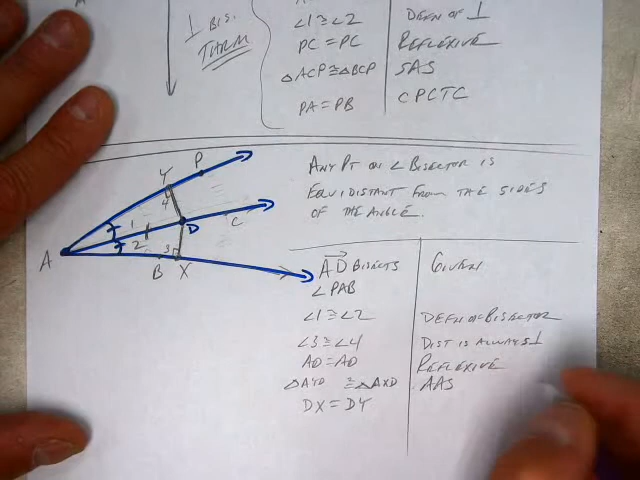 ⊥ BIS.
THRM
∠1 ≅ ∠2 DEFN OF ⊥
PC = PC REFLEXIVE
△ACP ≅ △BCP SAS
PA = PB CPCTC
ANY PT ON ∠ BISECTOR IS
EQUIDISTANT FROM THE SIDES
OF THE ANGLE.
P
Y
4
1
D
C
2
A
3
B X
AD BISECTS GIVEN
∠PAB
∠1 ≅ ∠2 DEFN OF BISECTOR
∠3 ≅ ∠4 DIST IS ALWAYS ⊥
AD = AD REFLEXIVE
△AYD ≅ △AXD AAS
DX = DY